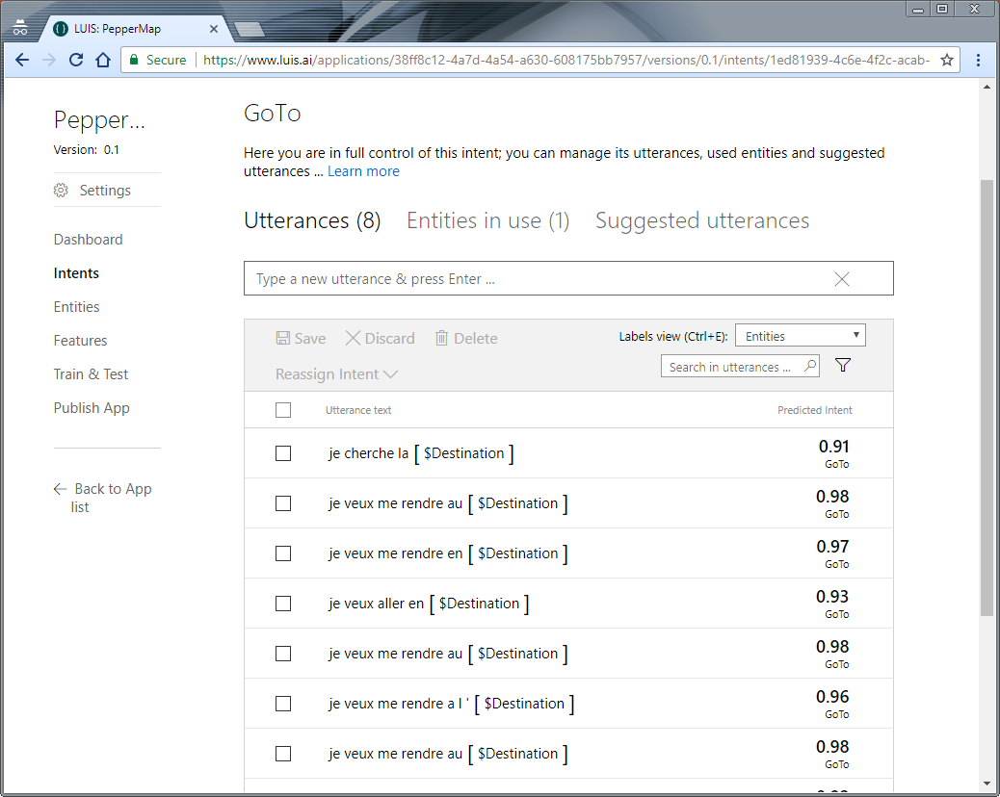 LUIS: PepperMap
Secure
https://www.luis.ai/applications/38ff8c12-4a7d-4a54-a630-608175bb7957/versions/0.1/intents/1ed81939-4c6e-4f2c-acab-
Pepper...
Version: 0.1
Settings
Dashboard
Intents
Entities
Features
Train & Test
Publish App
Back to App
list
GoTo
Here you are in full control of this intent; you can manage its utterances, used entities and suggested
utterances ... Learn more
Utterances (8) Entities in use (1) Suggested utterances
Type a new utterance & press Enter ...
Save Discard Delete Labels view (Ctrl+E): Entities
Search in utterances ...
Reassign Intent
Utterance text Predicted Intent
je cherche la [ $Destination ] 0.91
GoTo
je veux me rendre au [ $Destination ] 0.98
GoTo
je veux me rendre en [ $Destination ] 0.97
GoTo
je veux aller en [ $Destination ] 0.93
GoTo
je veux me rendre au [ $Destination ] 0.98
GoTo
je veux me rendre a l ' [ $Destination ] 0.96
GoTo
je veux me rendre au [ $Destination ] 0.98
GoTo